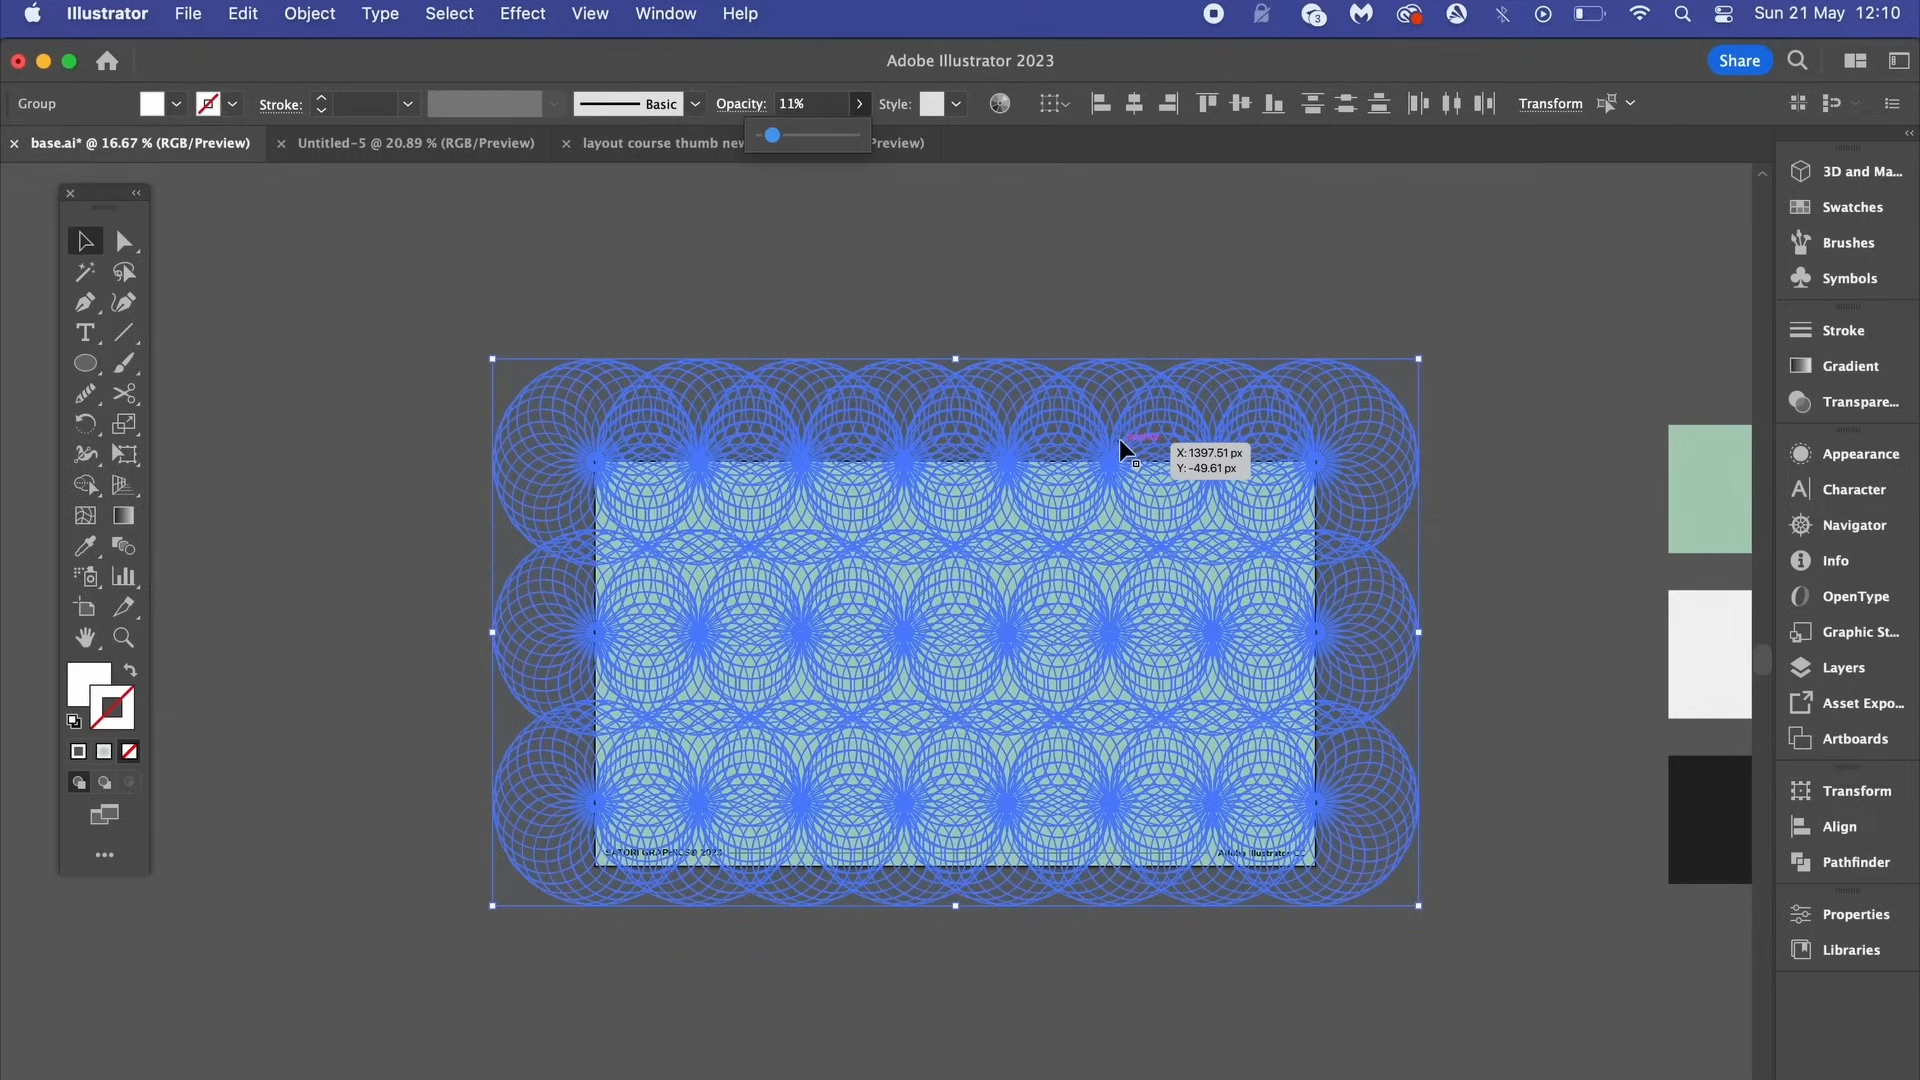 Illustrator File Edit Object Type Select Effect View Window Help 3 Sun 21 May 12:10
Adobe Illustrator 2023 Share
Group Stroke: Basic Opacity: 11% Style: Transform
base.ai* @ 16.67 % (RGB/Preview) Untitled-5 @ 20.89 % (RGB/Preview) layout course thumb new Preview)
3D and Ma...
Swatches
Brushes
Symbols
Stroke
Gradient
Transpare...
X: 1397.51 px
Y: -49.61 px
Appearance
Character
Navigator
Info
OpenType
Graphic St...
Layers
Asset Expo...
Artboards
Transform
Align
Pathfinder
SATORI GRAPHICS® 2023 Adobe Illustrator
Properties
Libraries